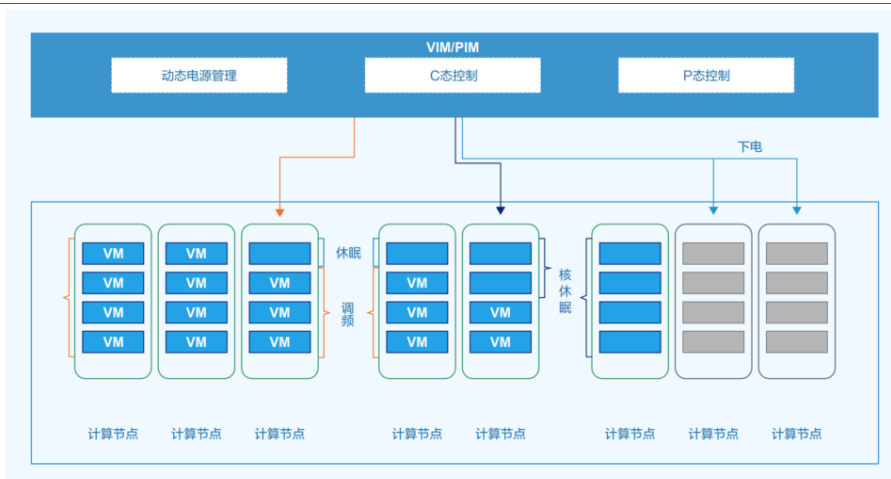 VIM/PIM
动态电源管理 C态控制 P态控制
下电
VM VM 休眠
VM VM VM VM
VM VM VM 调频 VM VM 核休眠
VM VM VM VM VM
计算节点 计算节点 计算节点 计算节点 计算节点 计算节点 计算节点 计算节点